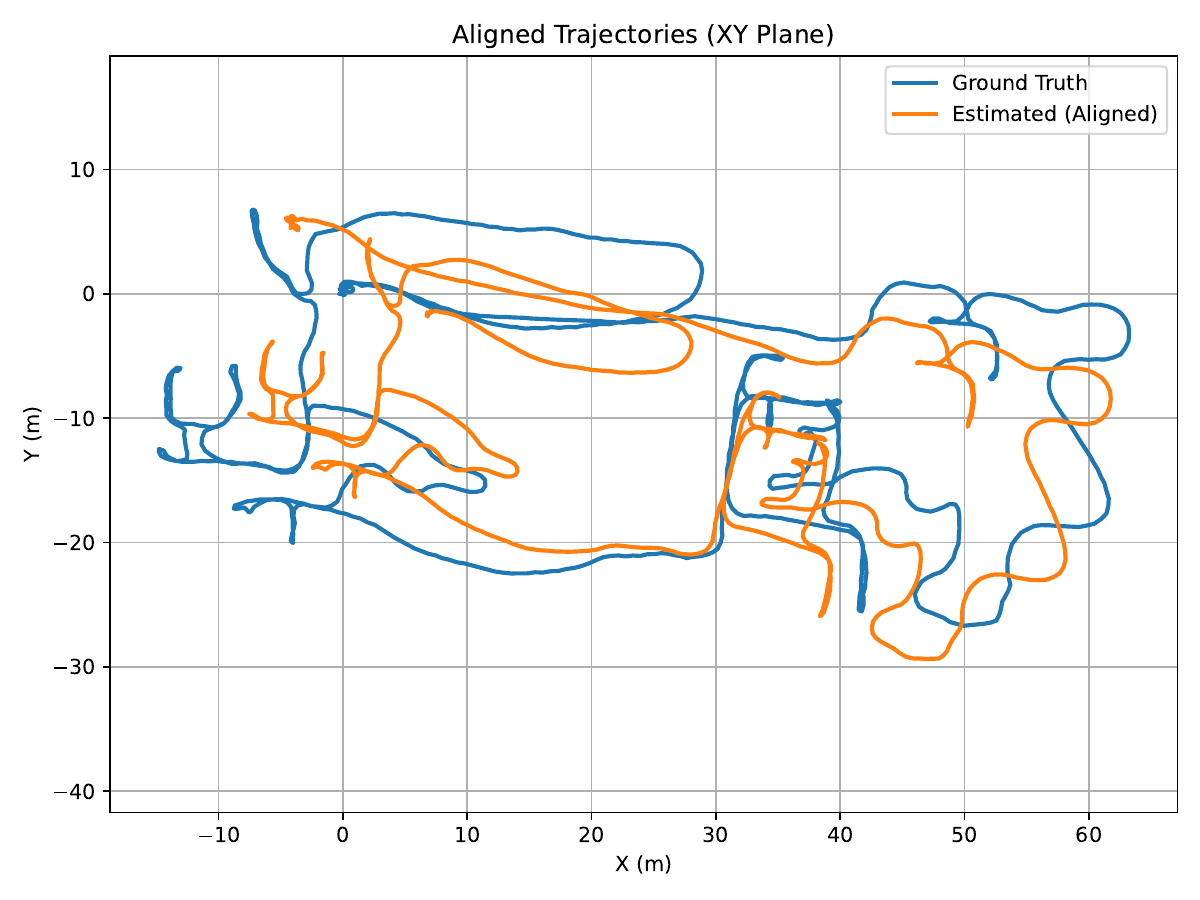 Aligned Trajectories (XY Plane)
Ground Truth
Estimated (Aligned)
10
0
−10
−20
−30
−40
Y (m)
−10 0 10 20 30 40 50 60
X (m)